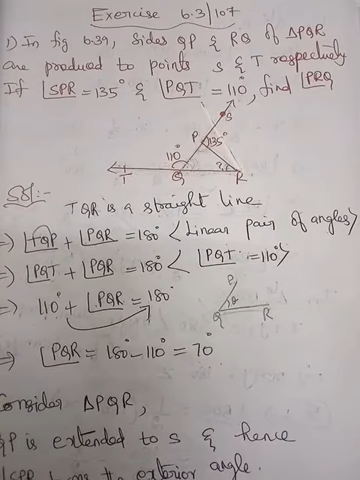 Exercise 6.3/107
1) In fig 6.39, Sides QP & RQ of ΔPQR
are produced to points S & T respectively
If ∠SPR = 135° & ∠PQT = 110°, find ∠PRQ
S
P
135°
110°
T
Q
R
Sol:-
TQR is a straight line
⇒) ∠TQP + ∠PQR = 180° < Linear pair of angles>
⇒) ∠PQT + ∠PQR = 180° < ∠PQT = 110°>
⇒) 110° + ∠PQR = 180°
P
Q
R
⇒ ∠PQR = 180° - 110° = 70°
Consider ΔPQR,
QP is extended to S & hence
exterior angle.